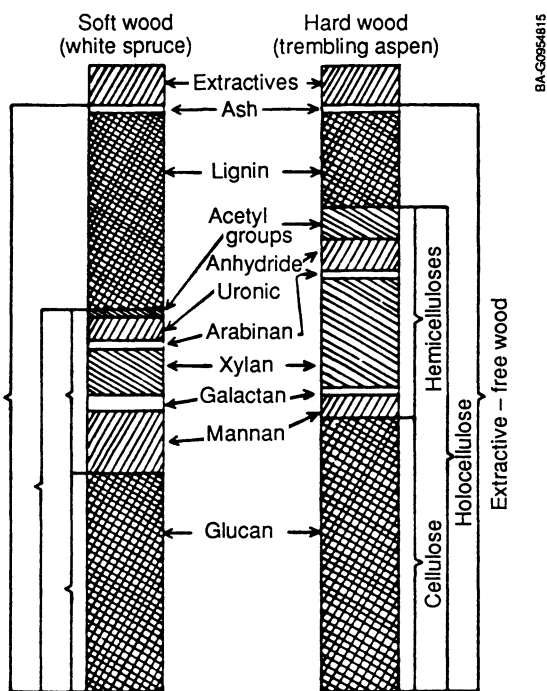 Soft wood
(white spruce)
Hard wood
(trembling aspen)
BA-G0954815
Extractives
Ash
Lignin
Acetyl
groups
Anhydride
Uronic
Arabinan
Xylan
Galactan
Mannan
Glucan
Hemicelluloses
Cellulose
Holocellulose
Extractive – free wood